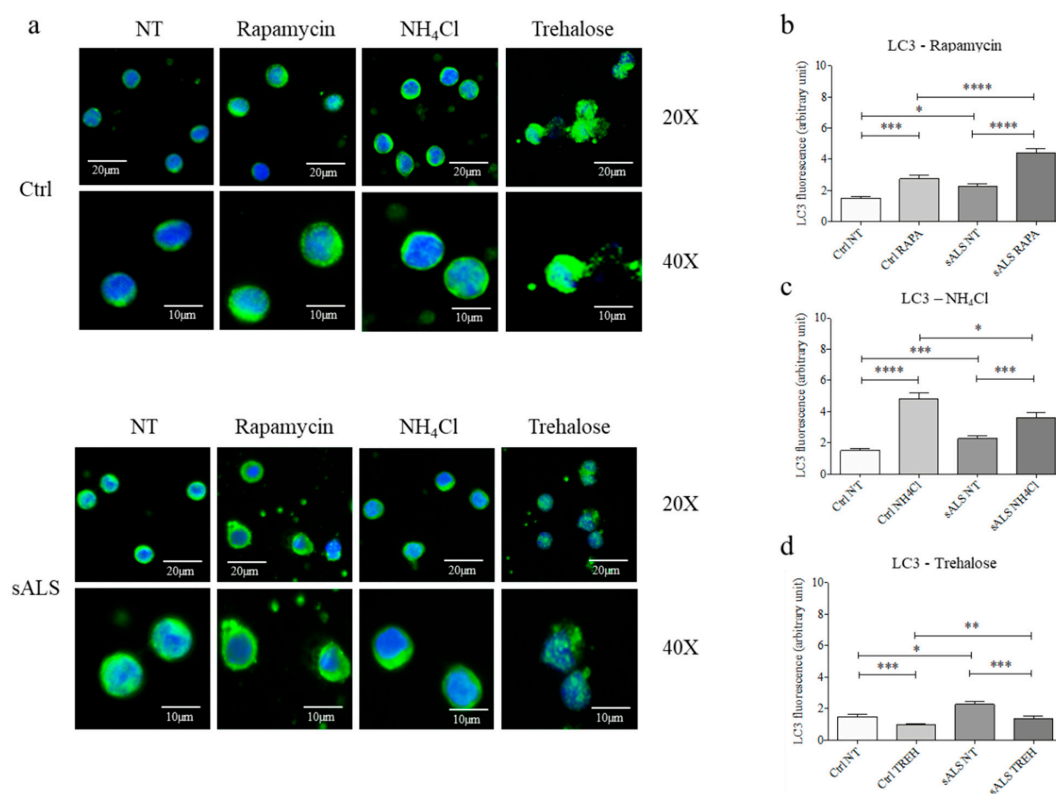 a
NT Rapamycin NH₄Cl Trehalose
Ctrl
20µm 20µm 20µm 20µm
20X
10µm 10µm 10µm 10µm
40X
NT Rapamycin NH₄Cl Trehalose
sALS
20µm 20µm 20µm 20µm
20X
10µm 10µm 10µm 10µm
40X
b
LC3 - Rapamycin
LC3 fluorescence (arbitrary unit)
10
8
6
4
2
0
****
*
*** ****
Ctrl NT Ctrl RAPA sALS NT sALS RAPA
c
LC3 – NH₄Cl
LC3 fluorescence (arbitrary unit)
10
8
6
4
2
0
*
***
**** ***
Ctrl NT Ctrl NH4Cl sALS NT sALS NH4Cl
d
LC3 - Trehalose
LC3 fluorescence (arbitrary unit)
10
8
6
4
2
0
**
*
*** ***
Ctrl NT Ctrl TREH sALS NT sALS TREH